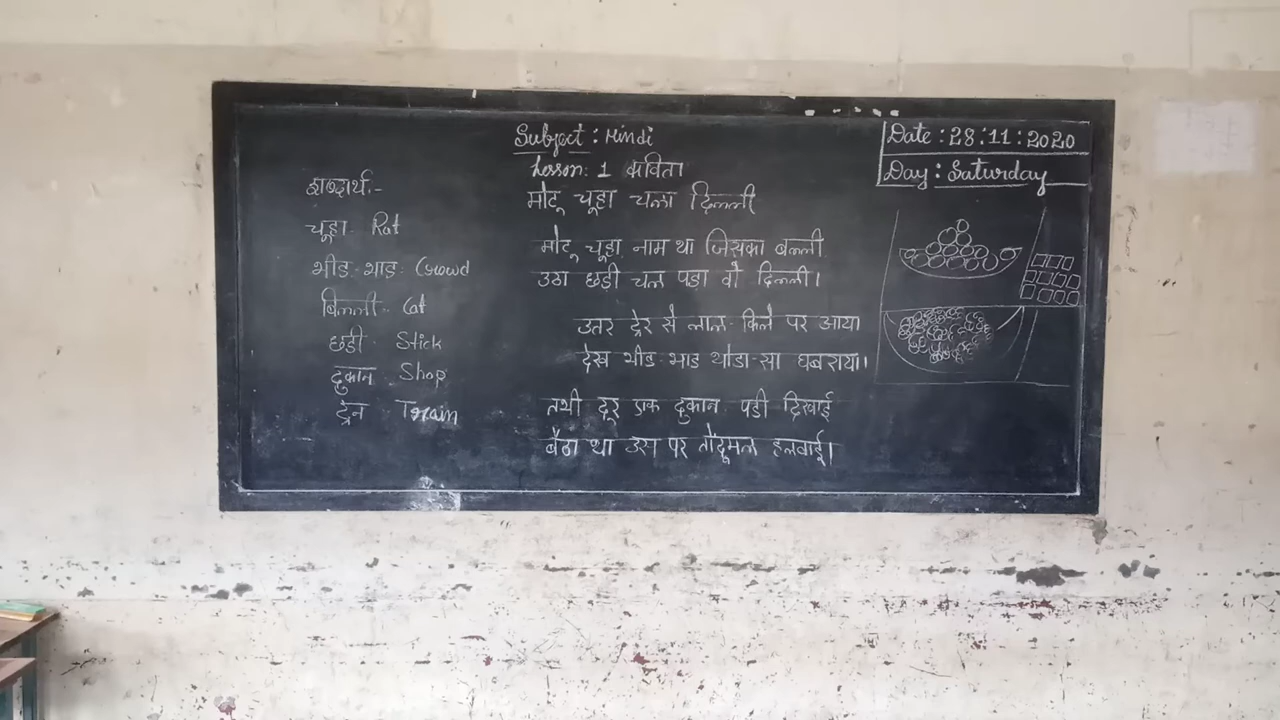 Subject : Hindi
Lesson: 1 कविता
मोटू चूहा चला दिल्ली
Date : 28 : 11 : 2020
Day : Saturday
शब्दार्थ:-
चूहा - Rat
भीड़-भाड़ - Crowd
बिल्ली - Cat
छडी - Stick
दुकान - Shop
ट्रेन - Train
मोटू चूहा नाम था जिसका बल्ली
उठा छडी चल पडा वो दिल्ली।
उतर ट्रेर से लाल-किले पर आया
देख भीड-भाड थोडा-सा घबराया।
तभी दूर एक दुकान पडी दिखाई
बैठा था उस पर तोंदूमल हलवाई।